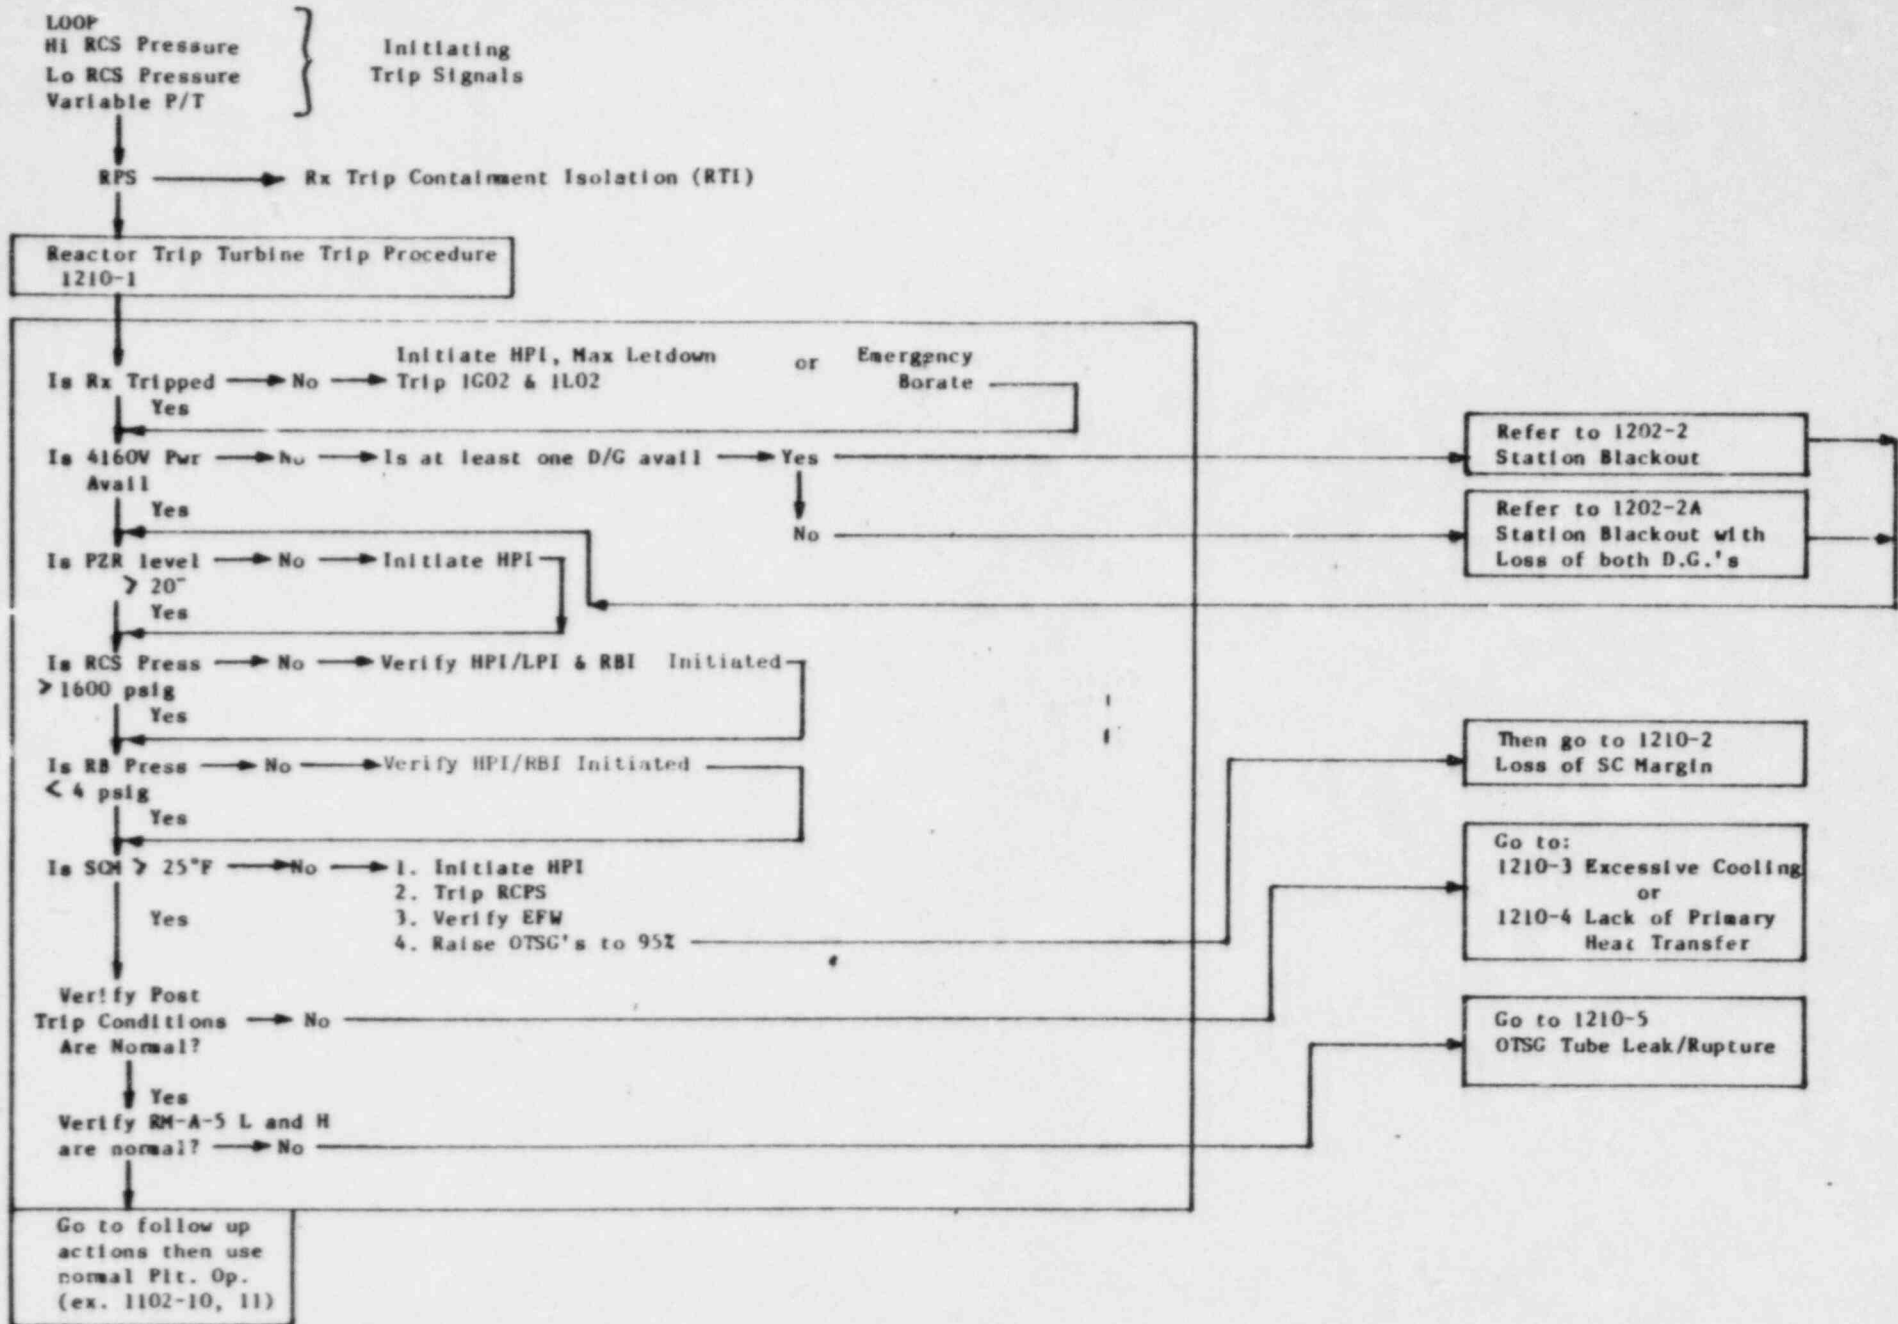 LOOP
Hi RCS Pressure
Lo RCS Pressure
Variable P/T
Initiating
Trip Signals
RPS
Rx Trip Containment Isolation (RTI)
Reactor Trip Turbine Trip Procedure
1210-1
Is Rx Tripped
No
Initiate HPI, Max Letdown
Trip 1G02 & 1L02
or
Emergency
Borate
Yes
Is 4160V Pwr
Avail
No
Is at least one D/G avail
Yes
Refer to 1202-2
Station Blackout
Yes
No
Refer to 1202-2A
Station Blackout with
Loss of both D.G.'s
Is PZR level
> 20"
No
Initiate HPI
Yes
Is RCS Press
> 1600 psig
No
Verify HPI/LPI & RBI Initiated
Yes
Is RB Press
< 4 psig
No
Verify HPI/RBI Initiated
Yes
Then go to 1210-2
Loss of SC Margin
Is SCM > 25°F
No
1. Initiate HPI
2. Trip RCPS
3. Verify EFW
4. Raise OTSG's to 95%
Yes
Go to:
1210-3 Excessive Cooling
or
1210-4 Lack of Primary
Heat Transfer
Verify Post
Trip Conditions
Are Normal?
No
Yes
Go to 1210-5
OTSG Tube Leak/Rupture
Verify RM-A-5 L and H
are normal?
No
Go to follow up
actions then use
normal Plt. Op.
(ex. 1102-10, 11)